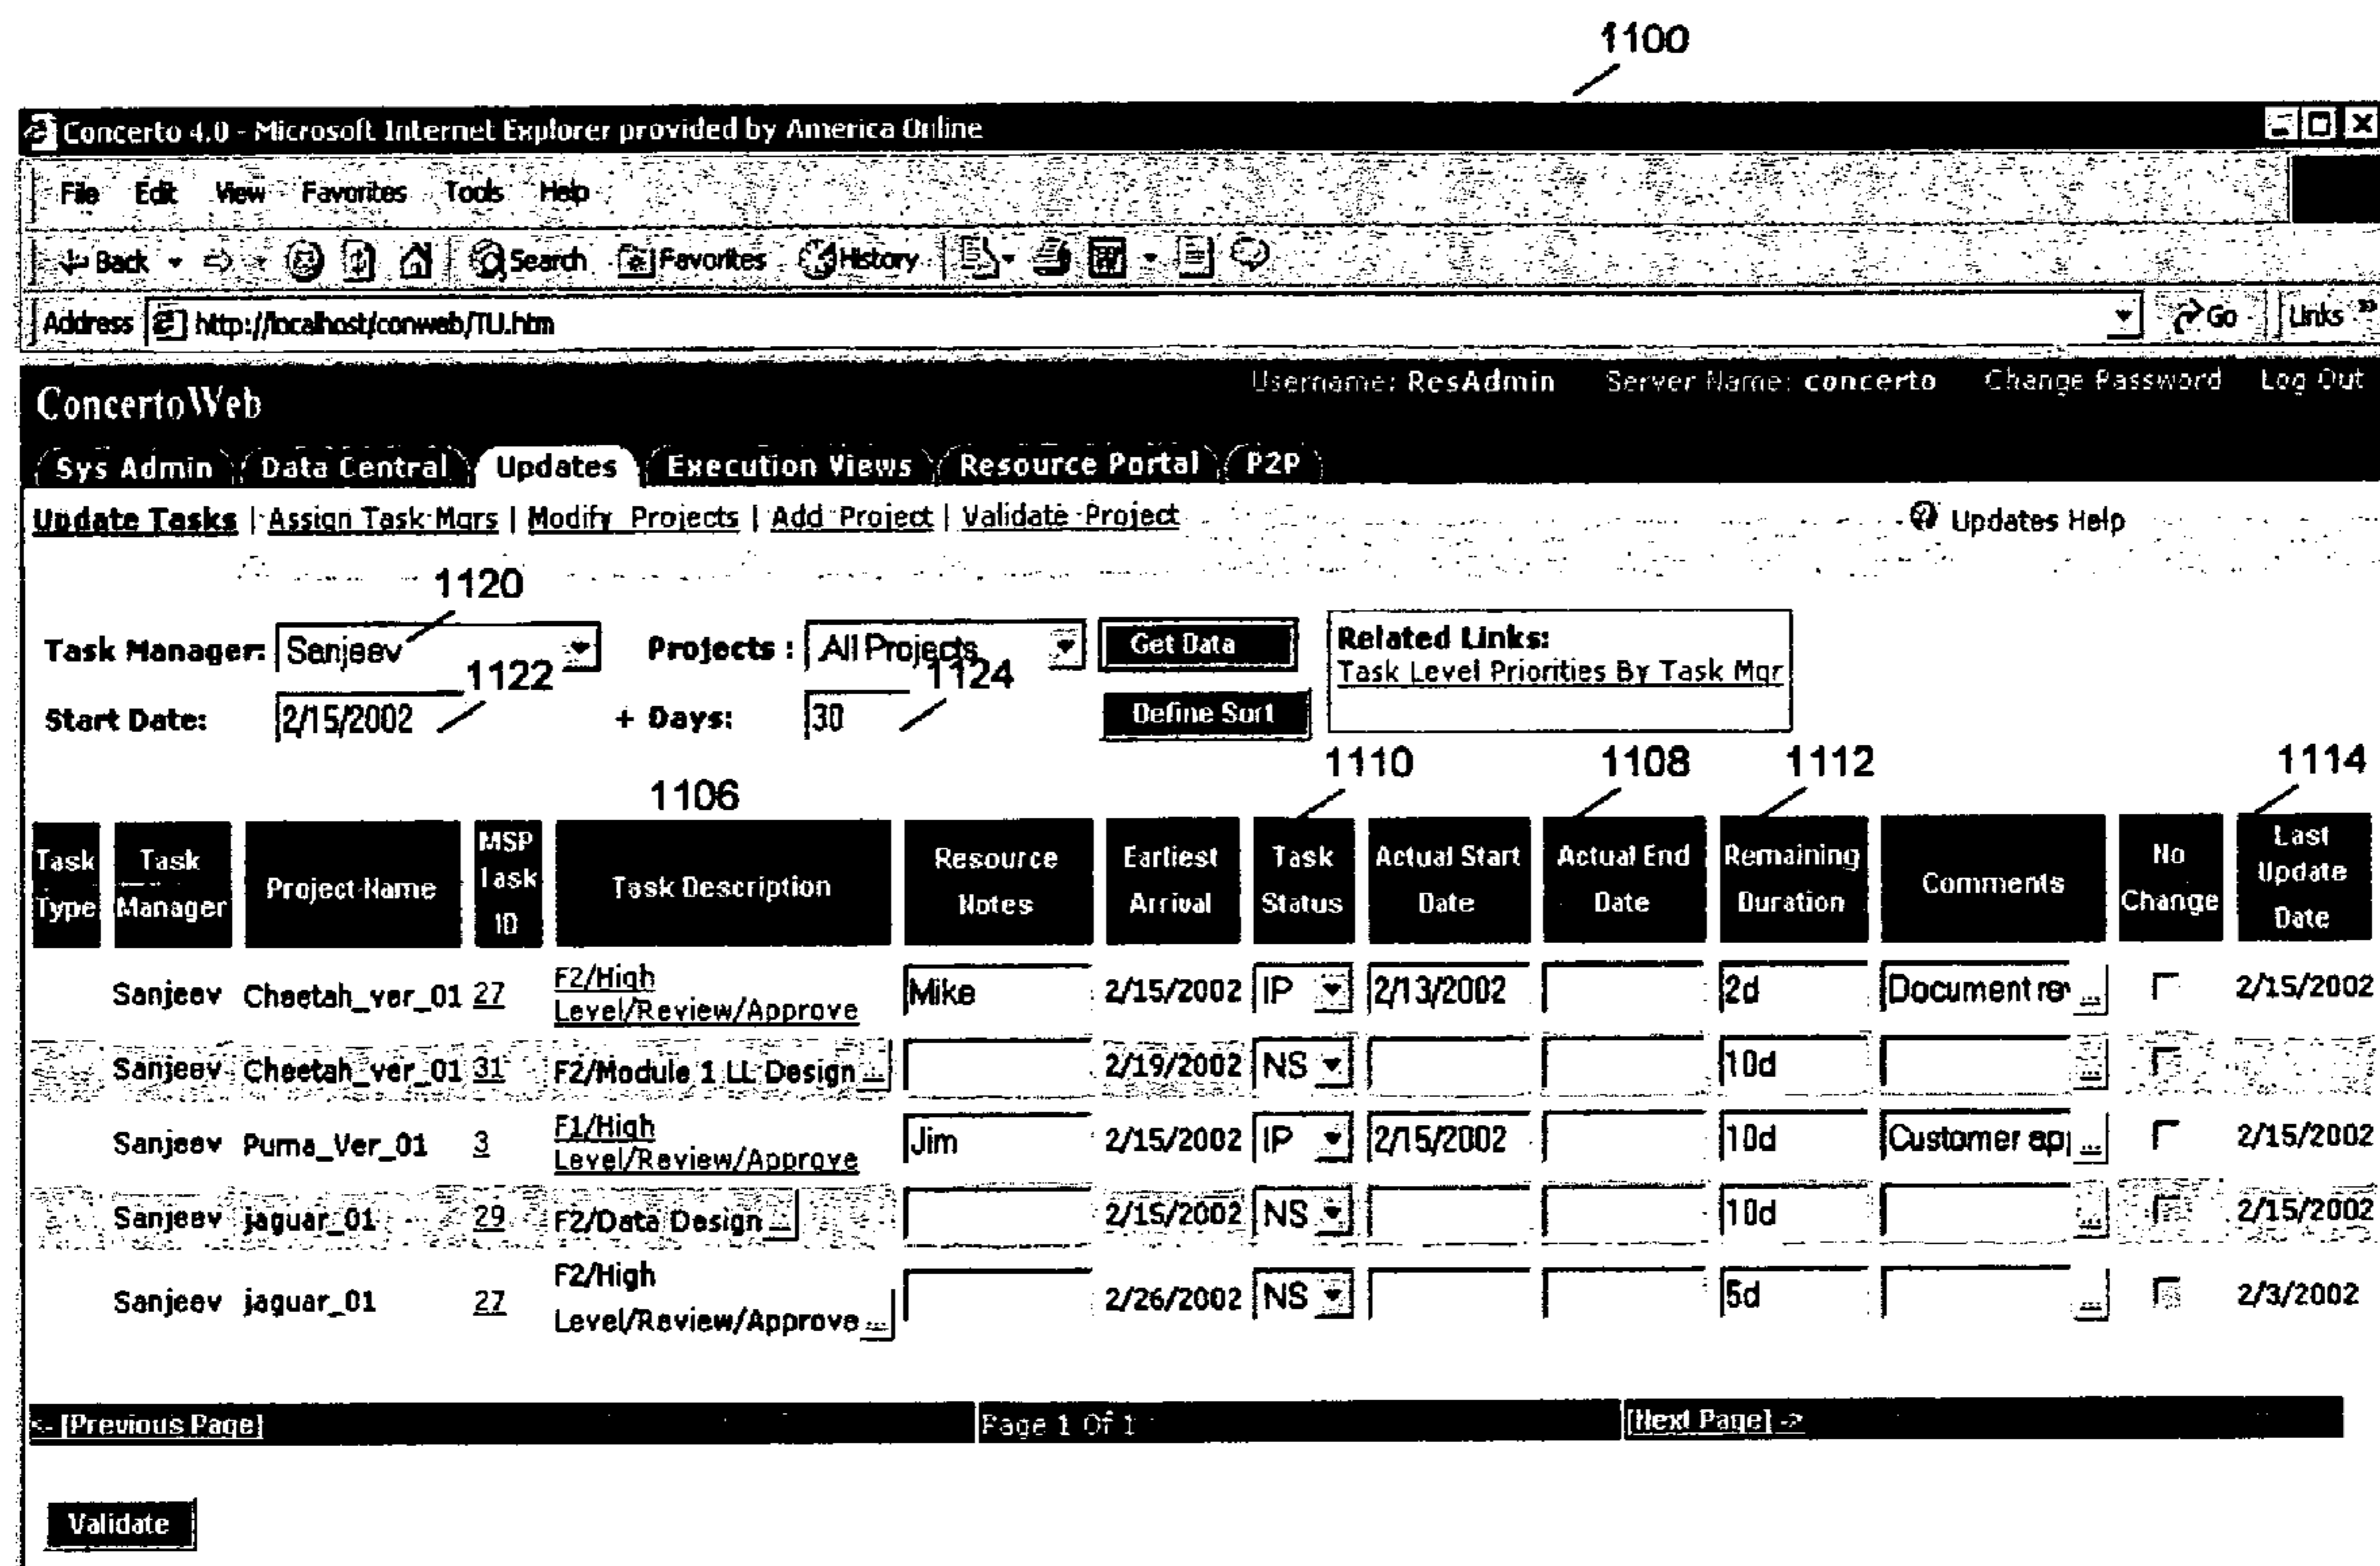 1100
Concerto 4.0 - Microsoft Internet Explorer provided by America Online
File Edit View Favorites Tools Help
Back Search Favorites History
Address http://localhost/conweb/TU.htm Go Links »
ConcertoWeb Username: ResAdmin Server Name: concerto Change Password Log Out
Sys Admin Data Central Updates Execution Views Resource Portal P2P
Update Tasks | Assign Task Mgrs | Modify Projects | Add Project | Validate Project ? Updates Help
1120
Task Manager: Sanjeev Projects : All Projects Get Data Related Links:
Task Level Priorities By Task Mgr
1122 1124
Start Date: 2/15/2002 + Days: 30 Define Sort
1110 1108 1112 1114
1106
Task Type Task Manager Project Name MSP Task ID Task Description Resource Notes Earliest Arrival Task Status Actual Start Date Actual End Date Remaining Duration Comments No Change Last Update Date
Sanjeev Cheetah_ver_01 27 F2/High Level/Review/Approve Mike 2/15/2002 IP 2/13/2002 2d Document re ... 2/15/2002
Sanjeev Cheetah_ver_01 31 F2/Module 1 LL Design ... 2/19/2002 NS 10d ...
Sanjeev Puma_Ver_01 3 F1/High Level/Review/Approve Jim 2/15/2002 IP 2/15/2002 10d Customer ap ... 2/15/2002
Sanjeev jaguar_01 29 F2/Data Design ... 2/15/2002 NS 10d ... 2/15/2002
Sanjeev jaguar_01 27 F2/High Level/Review/Approve ... 2/26/2002 NS 5d ... 2/3/2002
<- [Previous Page] Page 1 Of 1 [Next Page] ->
Validate